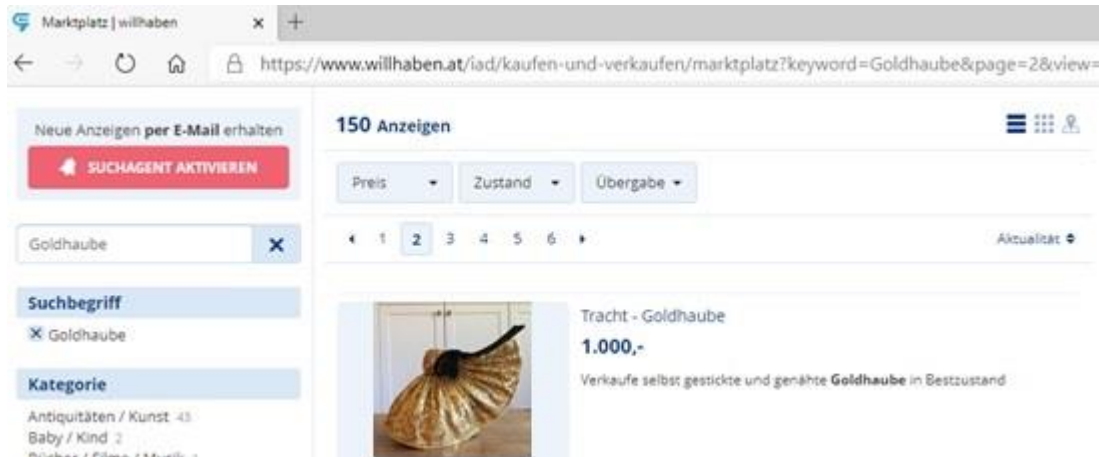 Marktplatz | willhaben
https://www.willhaben.at/iad/kaufen-und-verkaufen/marktplatz?keyword=Goldhaube&page=2&view=
Neue Anzeigen per E-Mail erhalten
SUCHAGENT AKTIVIEREN
Goldhaube
Suchbegriff
Goldhaube
Kategorie
Antiquitäten / Kunst 43
Baby / Kind 2
Bücher / Filme / Musik
150 Anzeigen
Preis Zustand Übergabe
1 2 3 4 5 6 Aktualität
Tracht - Goldhaube
1.000,-
Verkaufe selbst gestickte und genähte Goldhaube in Bestzustand